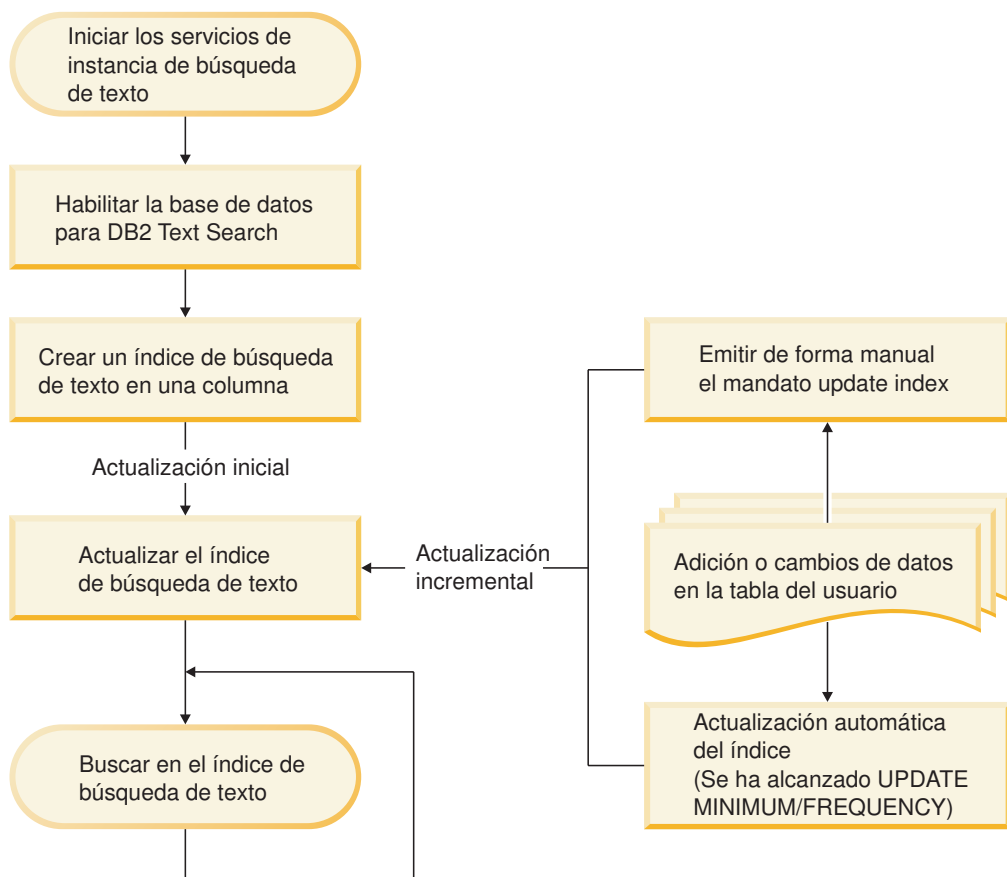 Iniciar los servicios de
instancia de búsqueda
de texto
Habilitar la base de datos
para DB2 Text Search
Crear un índice de búsqueda
de texto en una columna
Actualización inicial
Actualizar el índice
de búsqueda de texto
Buscar en el índice de
búsqueda de texto
Actualización
incremental
Emitir de forma manual
el mandato update index
Adición o cambios de datos
en la tabla del usuario
Actualización automática
del índice
(Se ha alcanzado UPDATE
MINIMUM/FREQUENCY)